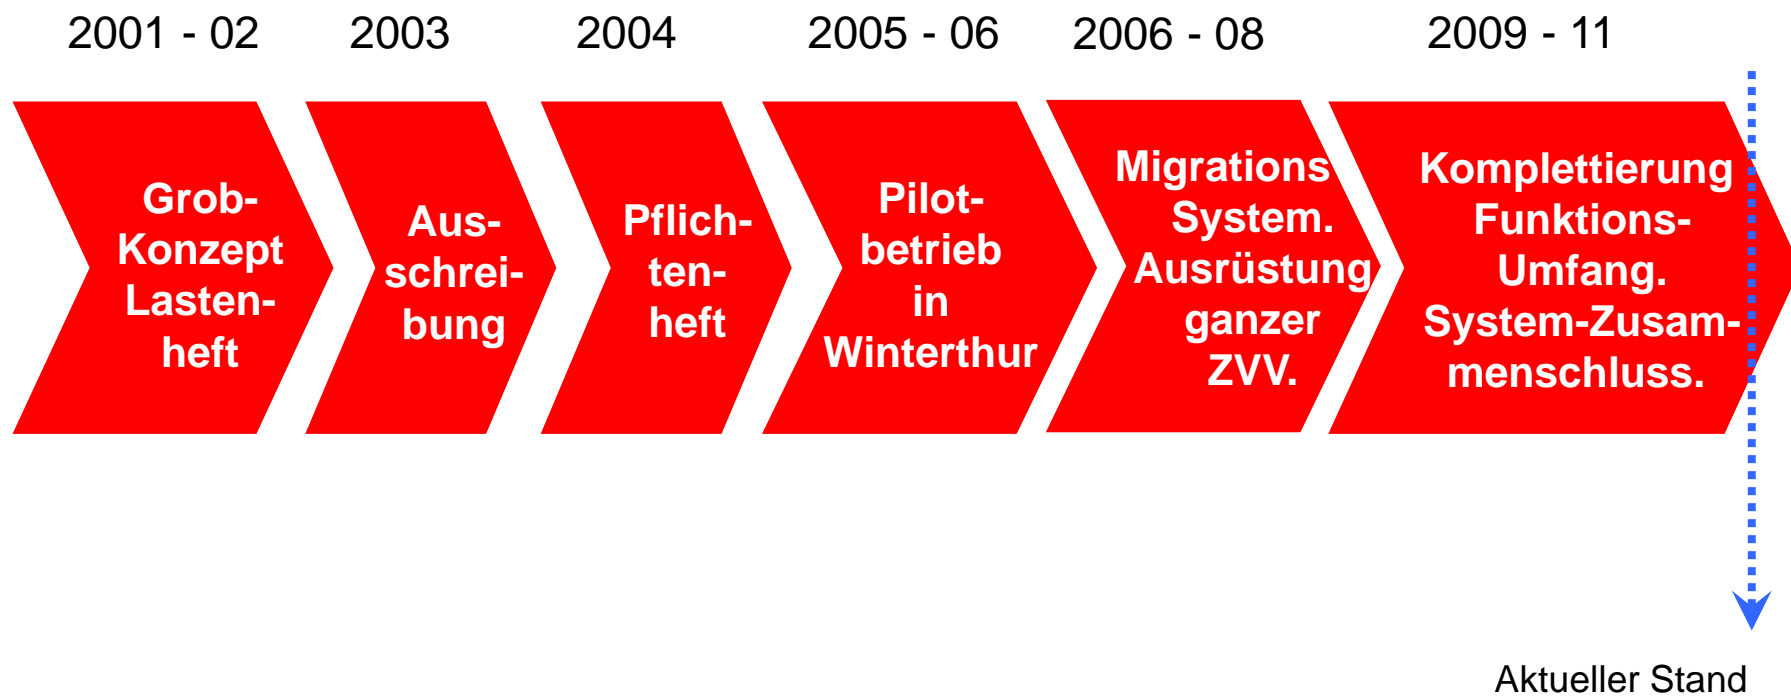 2001 - 02
2003
2004
2005 - 06
2006 - 08
2009 - 11
Grob-
Konzept
Lasten-
heft
Aus-
schrei-
bung
Pflich-
ten-
heft
Pilot-
betrieb
in
Winterthur
Migrations
System.
Ausrüstung
ganzer
ZVV.
Komplettierung
Funktions-
Umfang.
System-Zusam-
menschluss.
Aktueller Stand